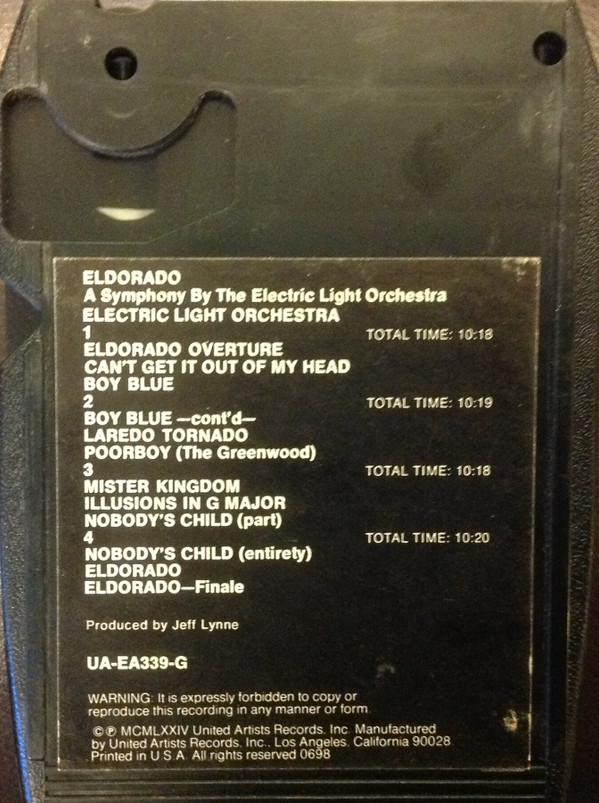 ELDORADO
A Symphony By The Electric Light Orchestra
ELECTRIC LIGHT ORCHESTRA
1 TOTAL TIME: 10:18
ELDORADO OVERTURE
CAN'T GET IT OUT OF MY HEAD
BOY BLUE
2 TOTAL TIME: 10:19
BOY BLUE —cont'd—
LAREDO TORNADO
POORBOY (The Greenwood)
3 TOTAL TIME: 10:18
MISTER KINGDOM
ILLUSIONS IN G MAJOR
NOBODY'S CHILD (part)
4 TOTAL TIME: 10:20
NOBODY'S CHILD (entirety)
ELDORADO
ELDORADO—Finale
Produced by Jeff Lynne
UA-EA339-G
WARNING: It is expressly forbidden to copy or
reproduce this recording in any manner or form.
©℗ MCMLXXIV United Artists Records, Inc. Manufactured
by United Artists Records, Inc., Los Angeles, California 90028
Printed in U.S.A. All rights reserved 0698